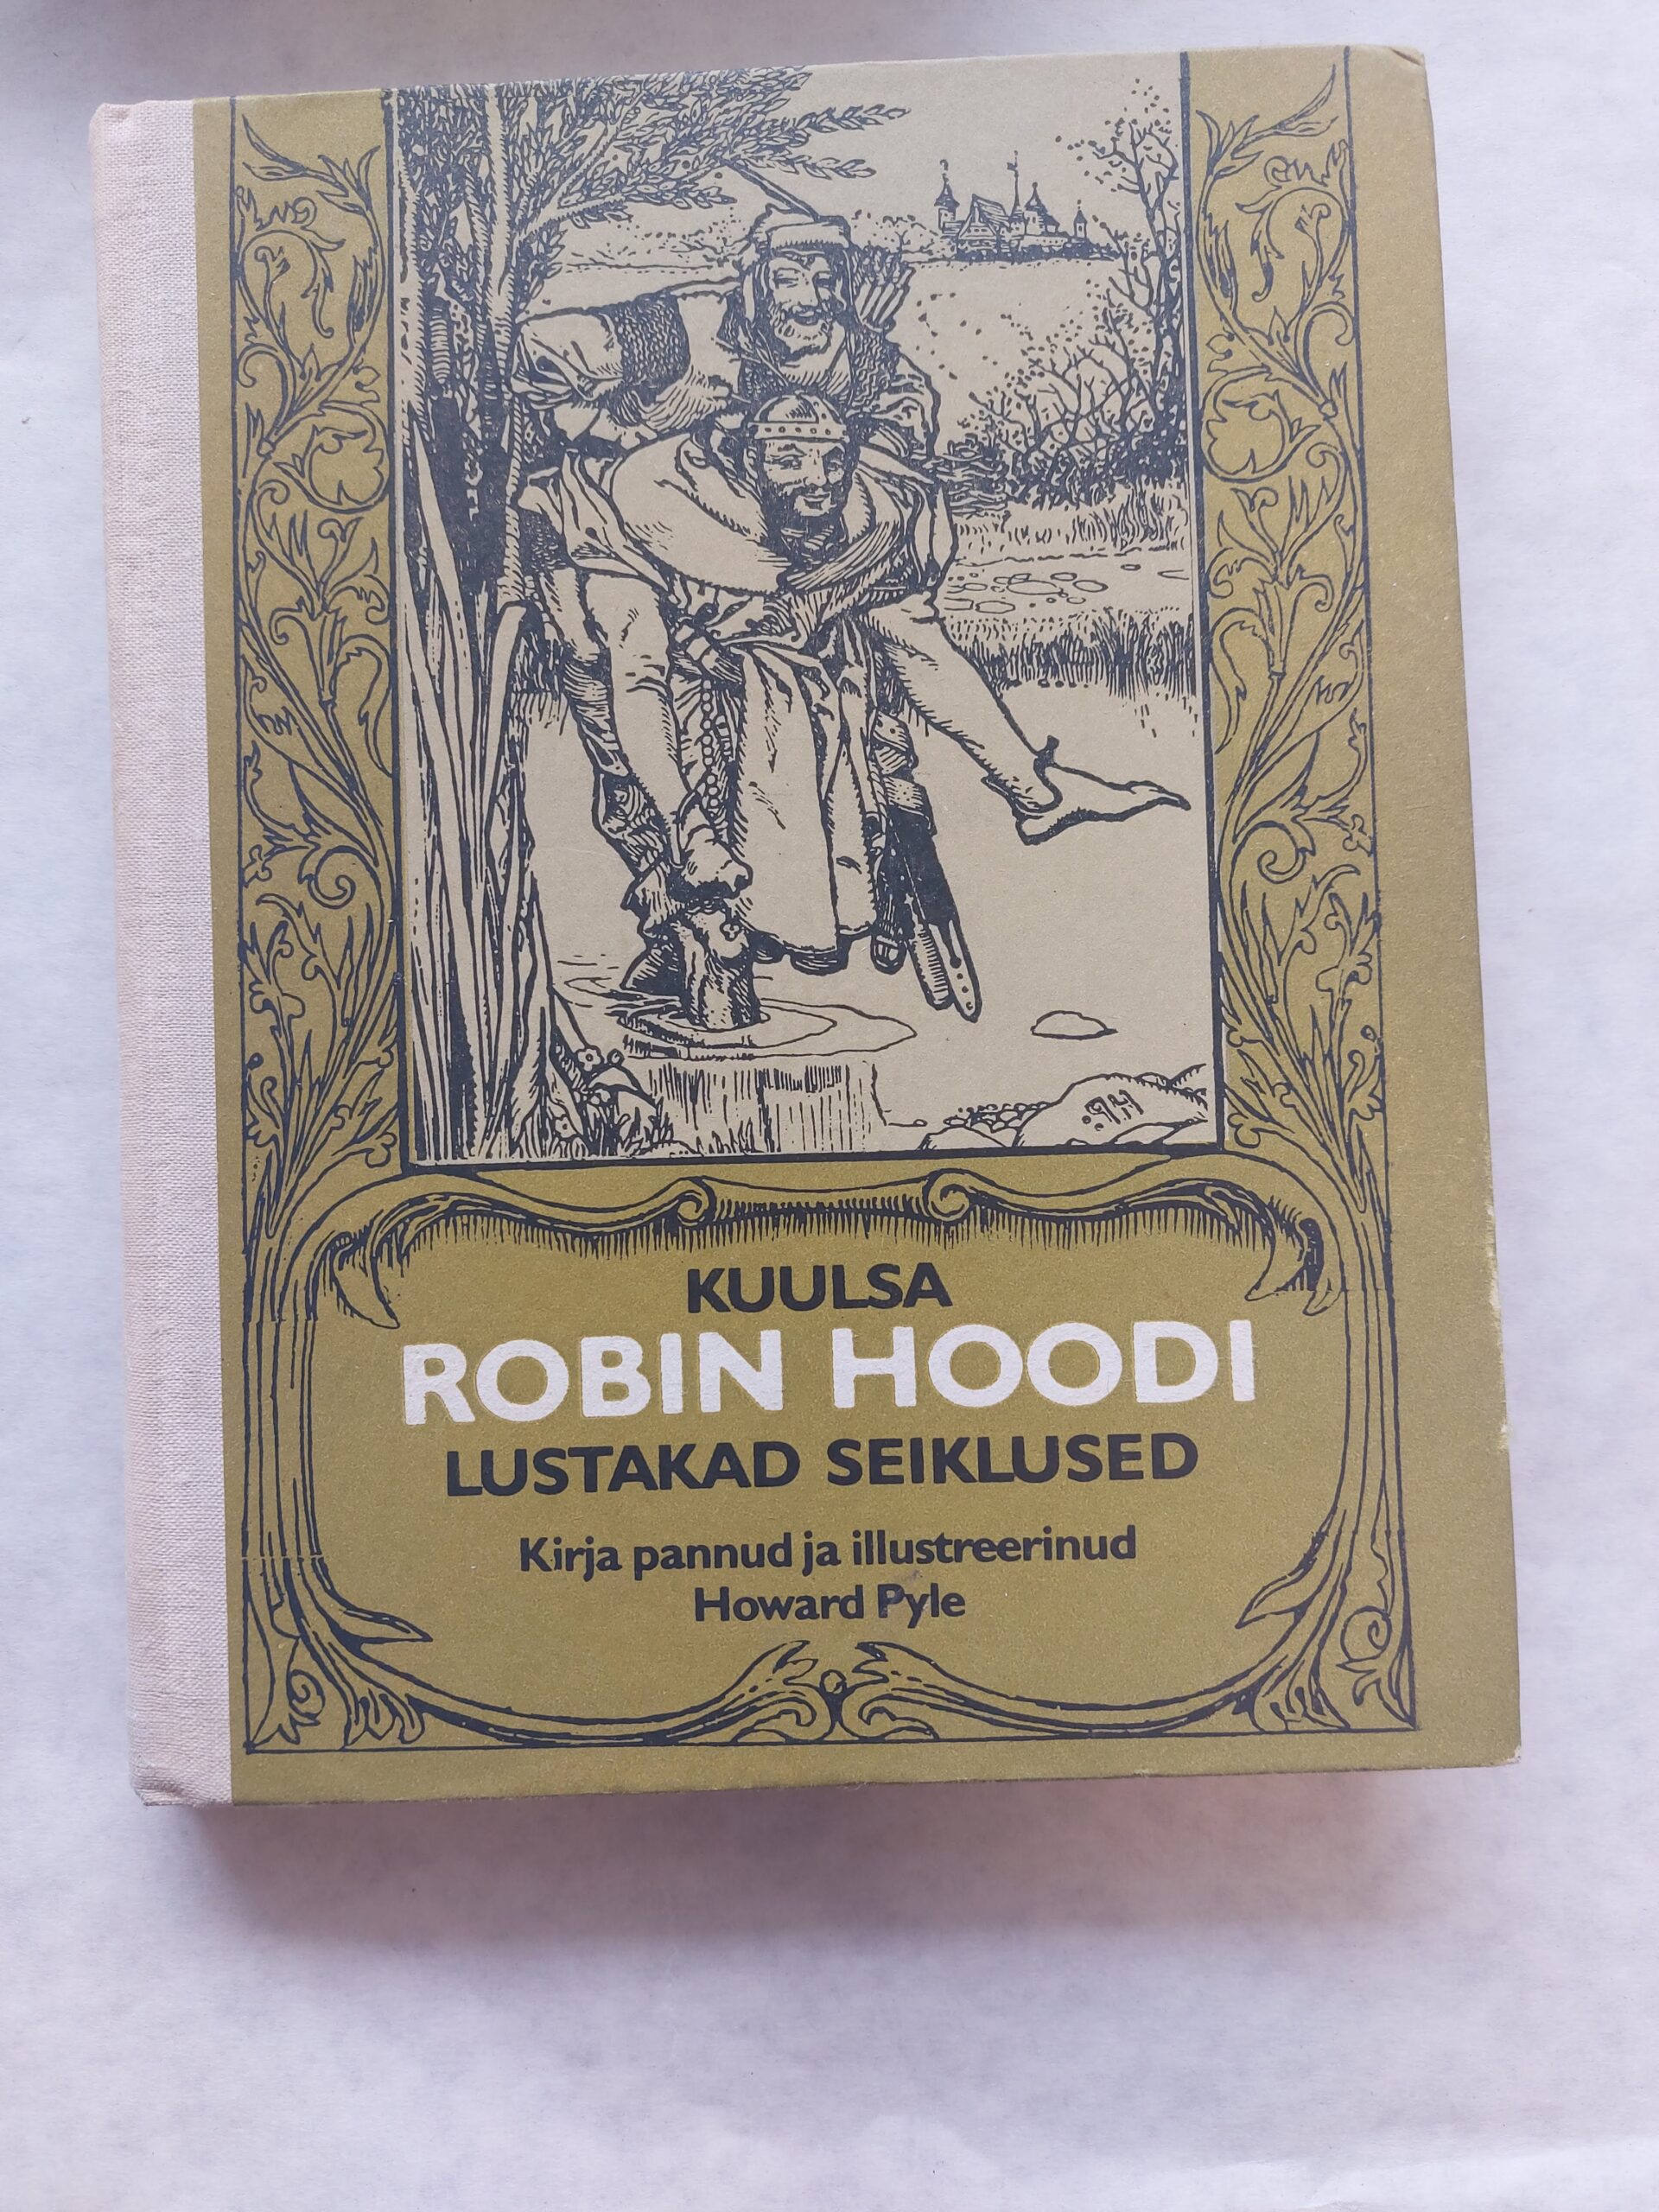 H.P.
KUULSA
ROBIN HOODI
LUSTAKAD SEIKLUSED
Kirja pannud ja illustreerinud
Howard Pyle